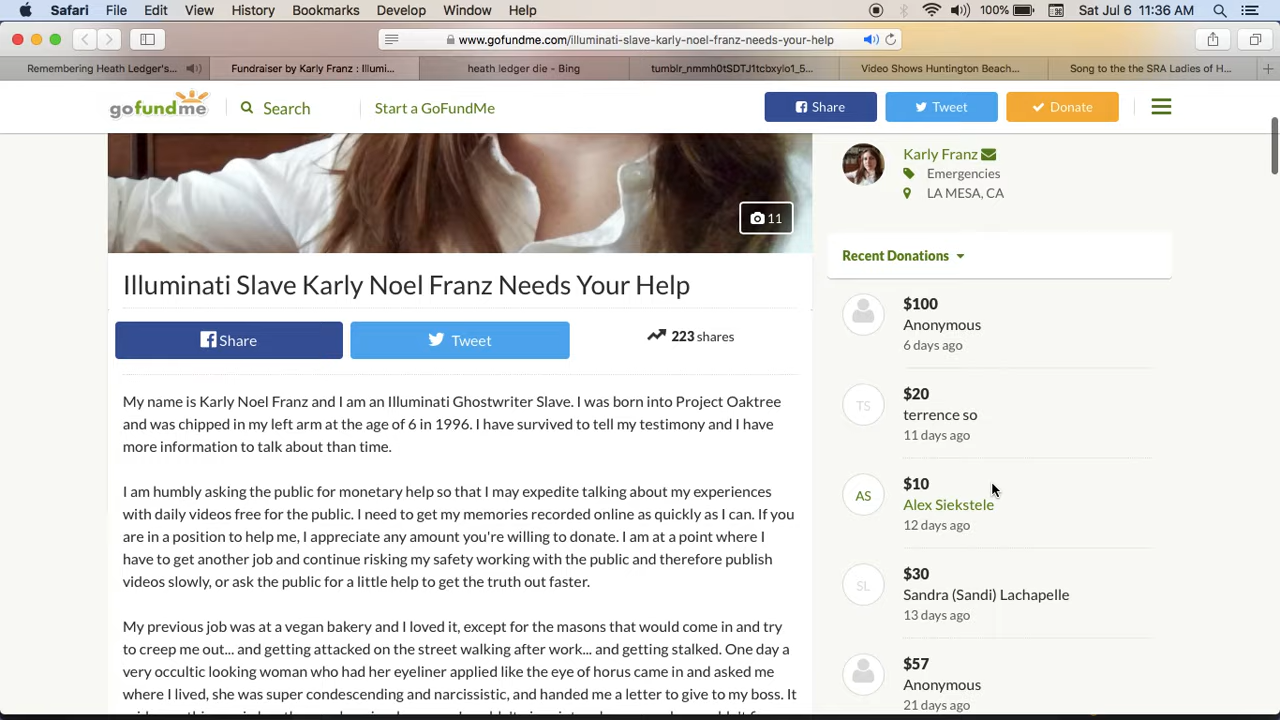 Safari File Edit View History Bookmarks Develop Window Help 100% Sat Jul 6 11:36 AM
www.gofundme.com/illuminati-slave-karly-noel-franz-needs-your-help
Remembering Heath Ledger's... Fundraiser by Karly Franz : Illumi... heath ledger die - Bing tumblr_nmmh0tSDTJ1tcbxylo1_5... Video Shows Huntington Beach... Song to the the SRA Ladies of H...
gofundme Search Start a GoFundMe Share Tweet Donate
Karly Franz
Emergencies
LA MESA, CA
11
Recent Donations
$100
Anonymous
6 days ago
TS
$20
terrence so
11 days ago
AS
$10
Alex Siekstele
12 days ago
SL
$30
Sandra (Sandi) Lachapelle
13 days ago
$57
Anonymous
21 days ago
Illuminati Slave Karly Noel Franz Needs Your Help
Share Tweet 223 shares
My name is Karly Noel Franz and I am an Illuminati Ghostwriter Slave. I was born into Project Oaktree
and was chipped in my left arm at the age of 6 in 1996. I have survived to tell my testimony and I have
more information to talk about than time.
I am humbly asking the public for monetary help so that I may expedite talking about my experiences
with daily videos free for the public. I need to get my memories recorded online as quickly as I can. If you
are in a position to help me, I appreciate any amount you're willing to donate. I am at a point where I
have to get another job and continue risking my safety working with the public and therefore publish
videos slowly, or ask the public for a little help to get the truth out faster.
My previous job was at a vegan bakery and I loved it, except for the masons that would come in and try
to creep me out... and getting attacked on the street walking after work... and getting stalked. One day a
very occultic looking woman who had her eyeliner applied like the eye of horus came in and asked me
where I lived, she was super condescending and narcissistic, and handed me a letter to give to my boss. It